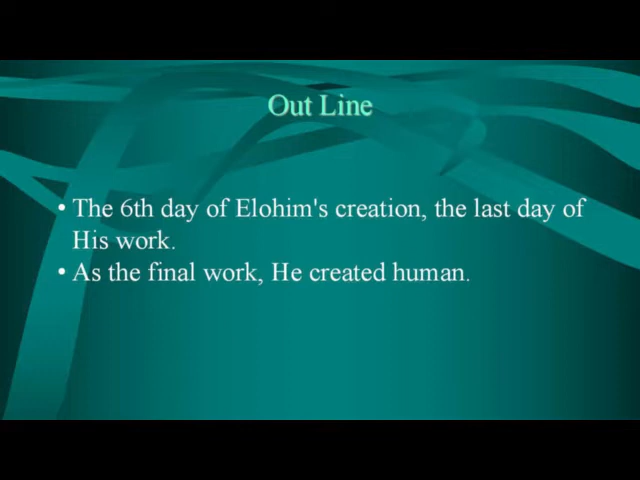 Out Line
• The 6th day of Elohim's creation, the last day of
His work.
• As the final work, He created human.